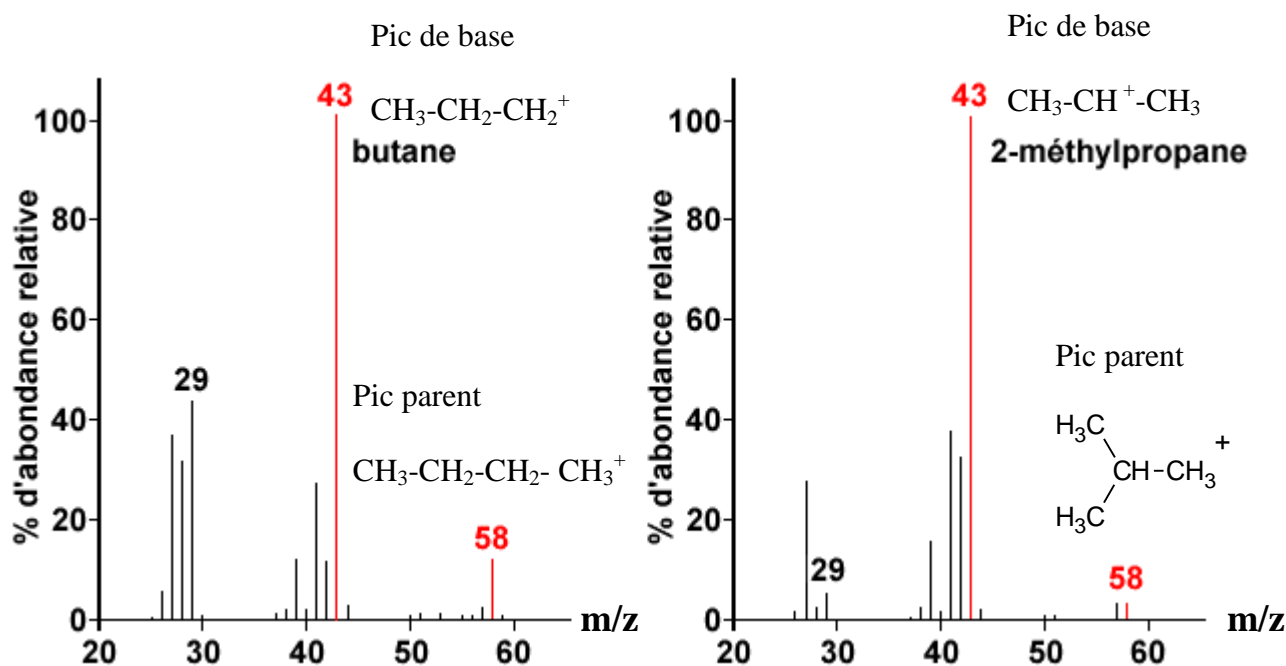 Pic de base
43
CH₃-CH₂-CH₂⁺
butane
% d'abondance relative
100
80
60
40
20
0
29
Pic parent
CH₃-CH₂-CH₂- CH₃⁺
58
20
30
40
50
60
m/z
Pic de base
43
CH₃-CH⁺-CH₃
2-méthylpropane
% d'abondance relative
100
80
60
40
20
0
29
Pic parent
H₃C
CH-CH₃
+
H₃C
58
20
30
40
50
60
m/z